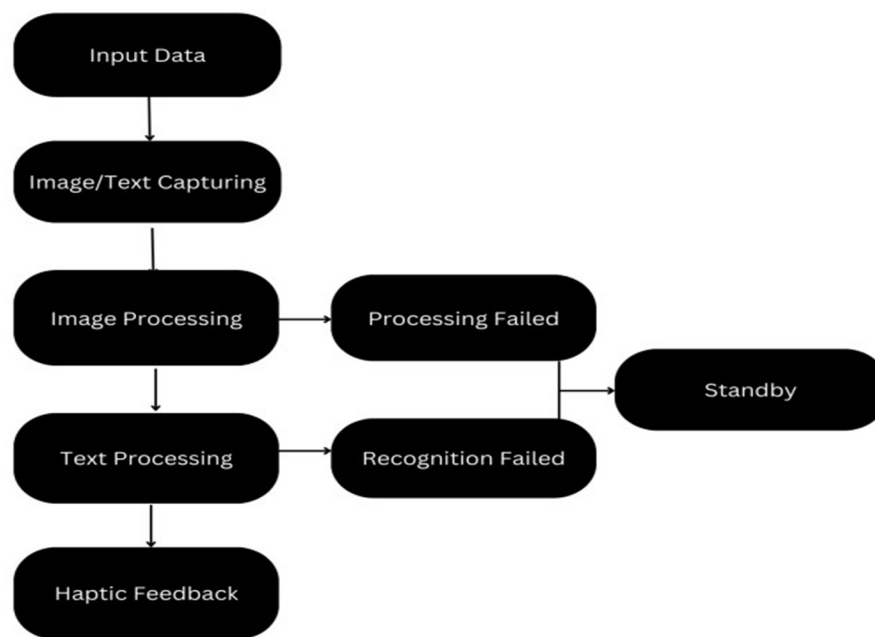 Input Data
Image/Text Capturing
Image Processing
Processing Failed
Standby
Text Processing
Recognition Failed
Haptic Feedback